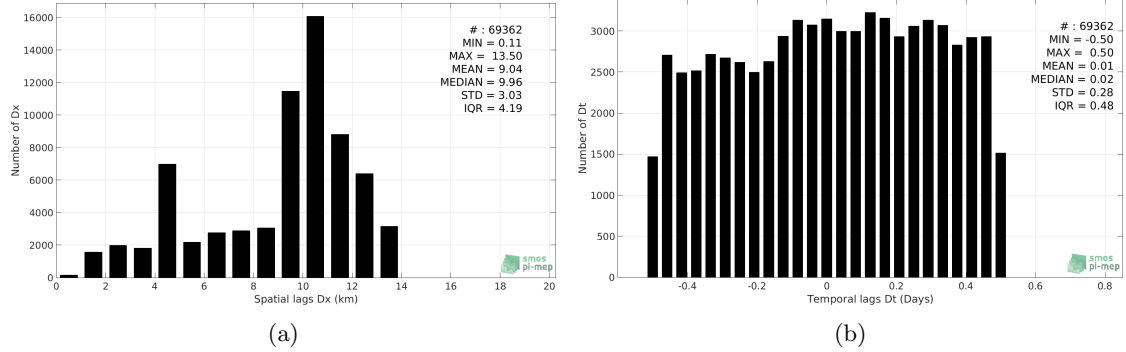 16000
14000
12000
10000
8000
6000
4000
2000
0
Number of Dx
0 2 4 6 8 10 12 14 16 18 20
Spatial lags Dx (km)
# : 69362
MIN = 0.11
MAX = 13.50
MEAN = 9.04
MEDIAN = 9.96
STD = 3.03
IQR = 4.19
smos
pi-mep
(a)
3000
2500
2000
1500
1000
500
0
Number of Dt
-0.4 -0.2 0 0.2 0.4 0.6 0.8
Temporal lags Dt (Days)
# : 69362
MIN = -0.50
MAX = 0.50
MEAN = 0.01
MEDIAN = 0.02
STD = 0.28
IQR = 0.48
smos
pi-mep
(b)